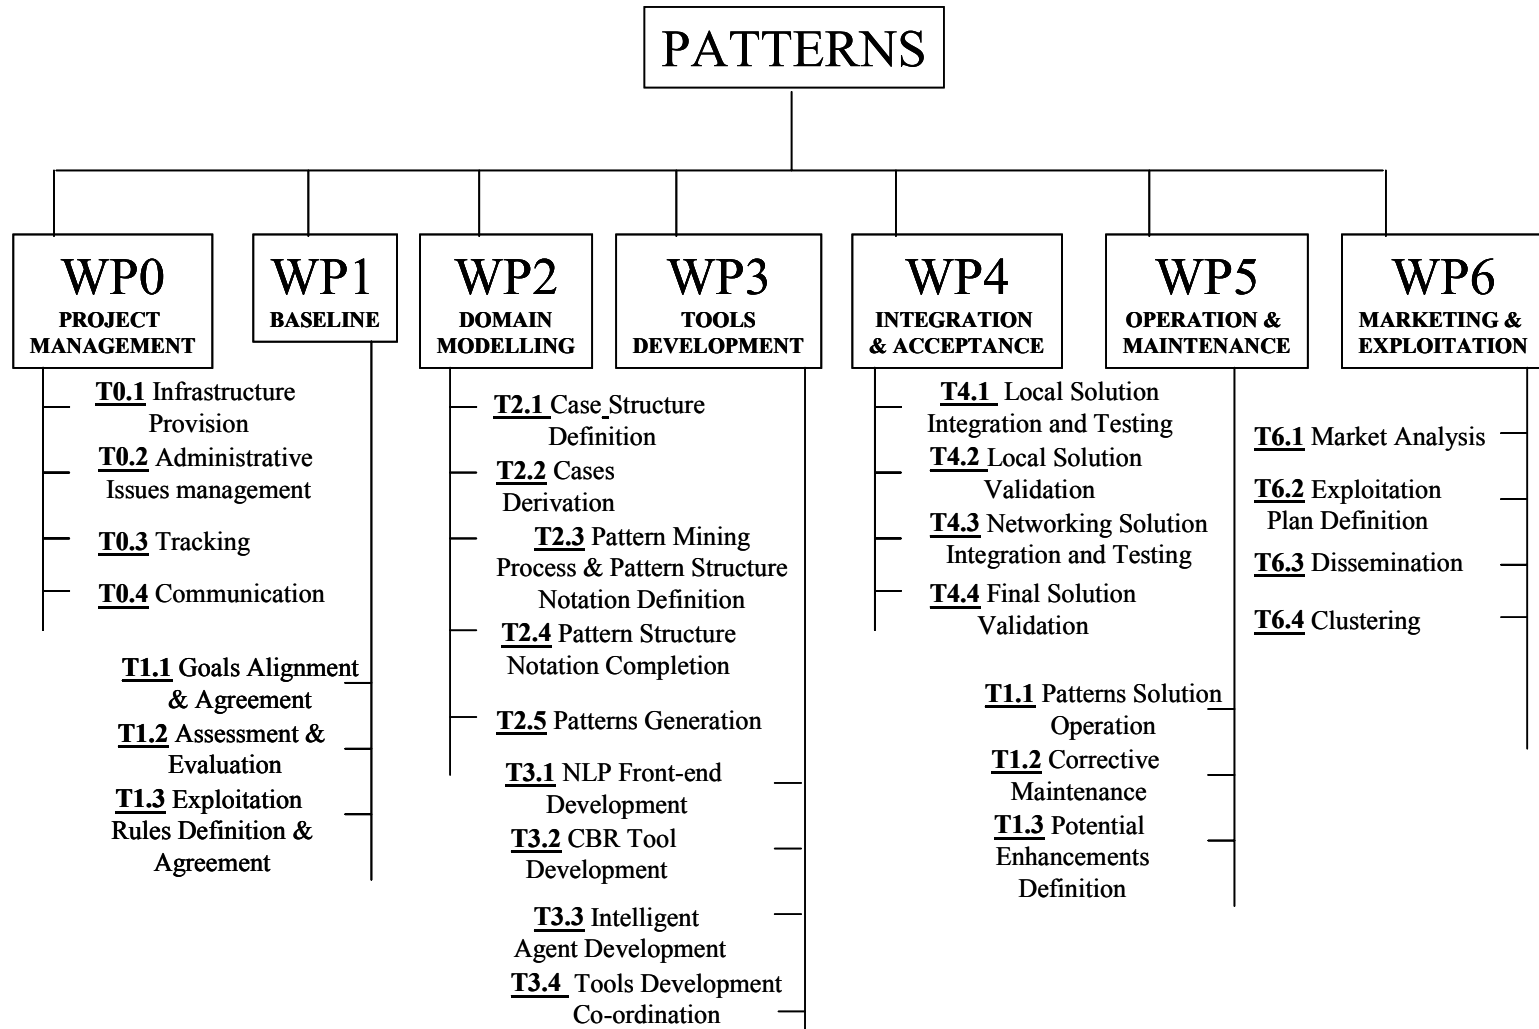 PATTERNS
WP0
PROJECT
MANAGEMENT
T0.1 Infrastructure
Provision
T0.2 Administrative
Issues management
T0.3 Tracking
T0.4 Communication
WP1
BASELINE
T1.1 Goals Alignment
& Agreement
T1.2 Assessment &
Evaluation
T1.3 Exploitation
Rules Definition &
Agreement
WP2
DOMAIN
MODELLING
T2.1 Case Structure
Definition
T2.2 Cases
Derivation
T2.3 Pattern Mining
Process & Pattern Structure
Notation Definition
T2.4 Pattern Structure
Notation Completion
T2.5 Patterns Generation
WP3
TOOLS
DEVELOPMENT
T3.1 NLP Front-end
Development
T3.2 CBR Tool
Development
T3.3 Intelligent
Agent Development
T3.4 Tools Development
Co-ordination
WP4
INTEGRATION
& ACCEPTANCE
T4.1 Local Solution
Integration and Testing
T4.2 Local Solution
Validation
T4.3 Networking Solution
Integration and Testing
T4.4 Final Solution
Validation
WP5
OPERATION &
MAINTENANCE
T1.1 Patterns Solution
Operation
T1.2 Corrective
Maintenance
T1.3 Potential
Enhancements
Definition
WP6
MARKETING &
EXPLOITATION
T6.1 Market Analysis
T6.2 Exploitation
Plan Definition
T6.3 Dissemination
T6.4 Clustering